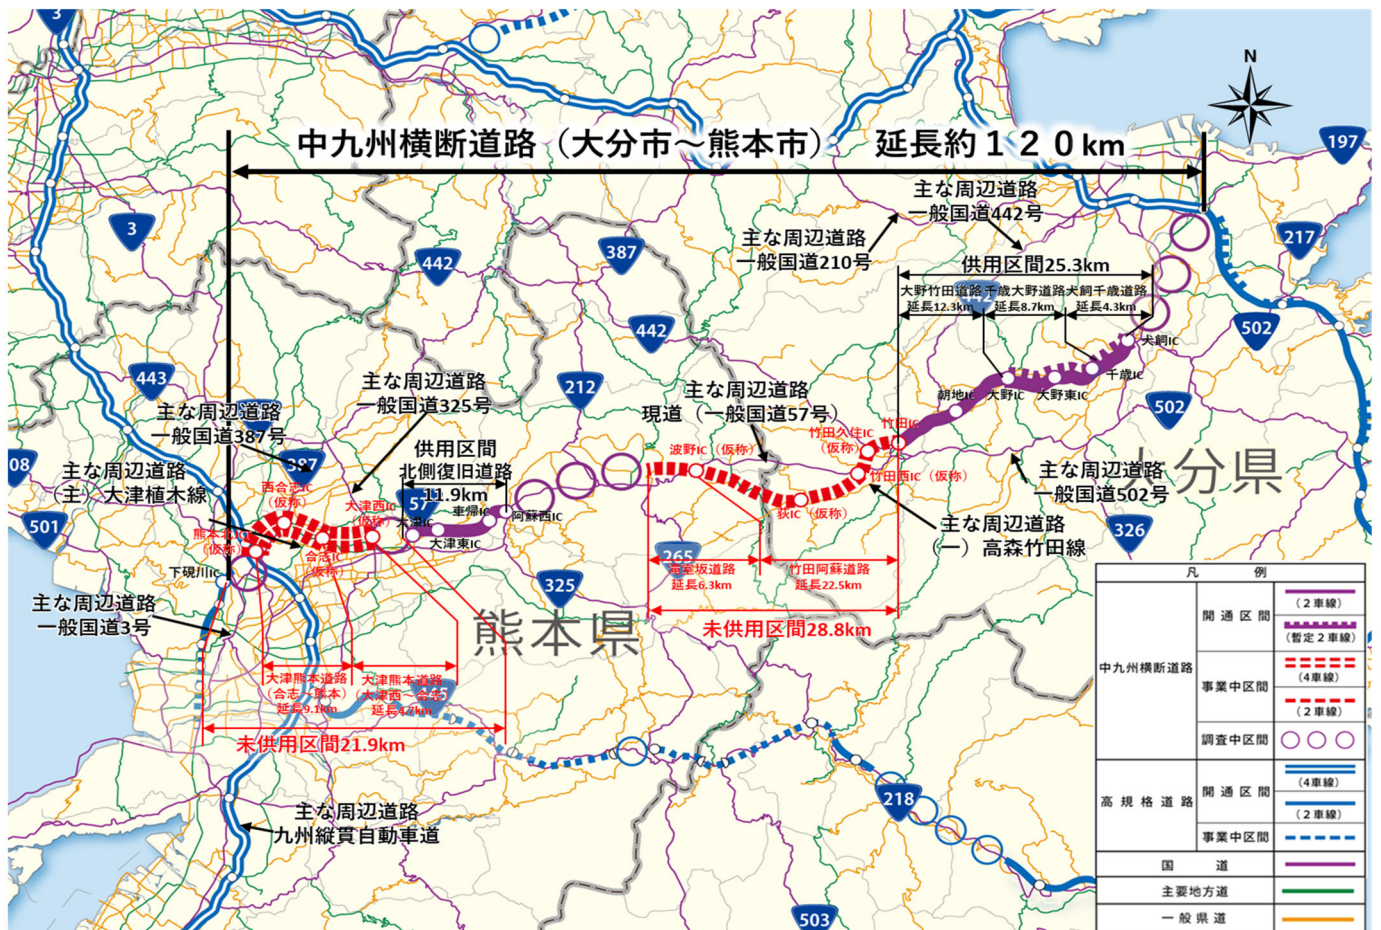 3
N
中九州横断道路（大分市～熊本市）　延長約１２０km
197
主な周辺道路
一般国道442号
3
主な周辺道路
一般国道210号
217
442
387
供用区間25.3km
大野竹田道路
延長12.3km
千歳大野道路
延長8.7km
犬飼千歳道路
延長4.3km
442
502
犬飼IC
443
212
主な周辺道路
一般国道325号
主な周辺道路
現道（一般国道57号）
千歳IC
大野東IC
大野IC
朝地IC
502
主な周辺道路
一般国道387号
387
供用区間
北側復旧道路
11.9km
竹田IC
竹田久住IC
（仮称）
波野IC（仮称）
竹田西IC（仮称）
荻IC（仮称）
主な周辺道路
一般国道502号
大分県
主な周辺道路
主）大津植木線
西合志IC
（仮称）
大津西IC
（仮称）
57
車帰IC
阿蘇西IC
大津IC
大津東IC
501
熊本北IC
（仮称）
合志IC
（仮称）
下硯川IC
主な周辺道路
（一）高森竹田線
326
265
滝室坂道路
延長6.3km
竹田阿蘇道路
延長22.5km
未供用区間28.8km
325
主な周辺道路
一般国道3号
熊本県
大津熊本道路
（合志～熊本）
延長9.1km
大津熊本道路
（大津西～合志）
延長4.7km
未供用区間21.9km
218
主な周辺道路
九州縦貫自動車道
503
凡　例
中九州横断道路
開通区間
（2車線）
（暫定2車線）
事業中区間
（4車線）
（2車線）
調査中区間
高規格道路
開通区間
（4車線）
（2車線）
事業中区間
国道
主要地方道
一般県道